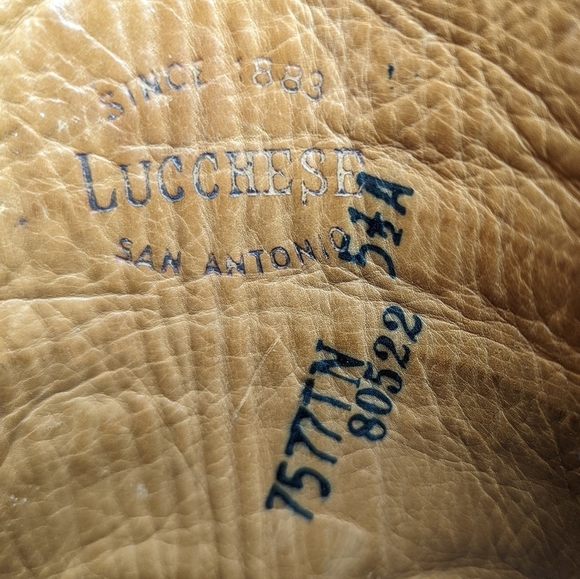 SINCE 1883
LUCCHESE
SAN ANTONIO
5½A
7577TN
80522